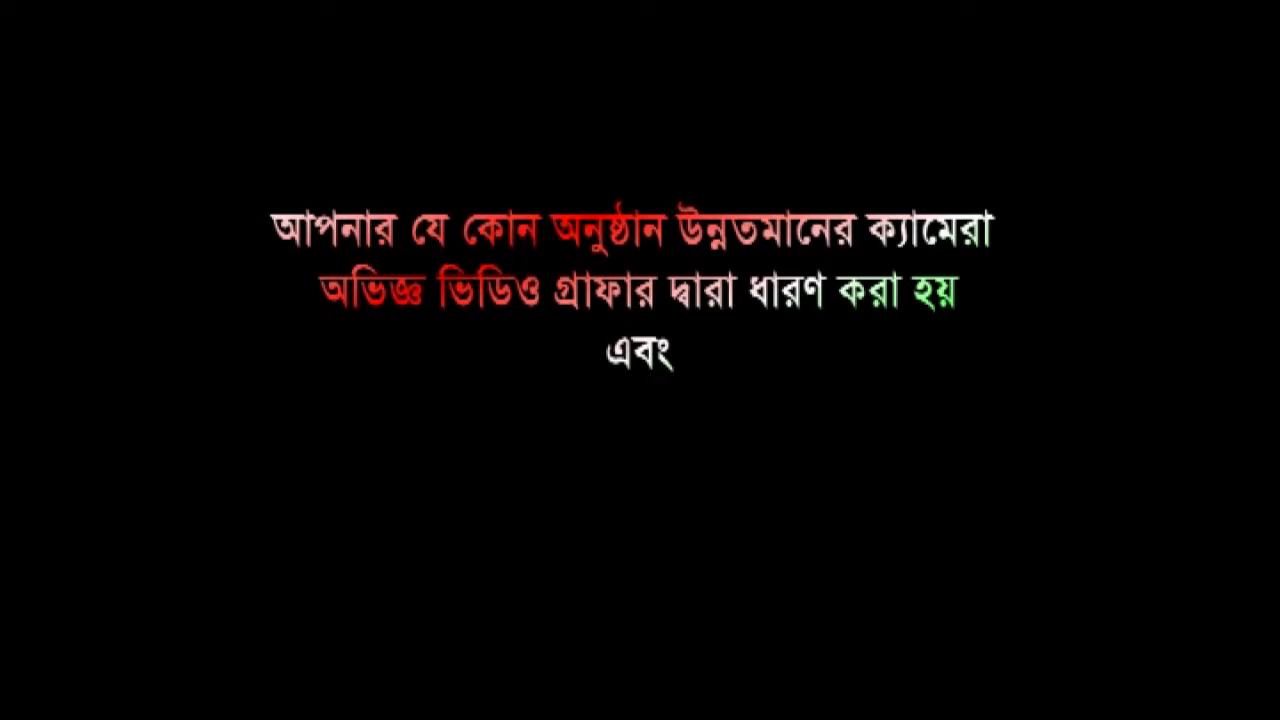 আপনার যে কোন অনুষ্ঠান উন্নতমানের ক্যামেরা
অভিজ্ঞ ভিডিও গ্রাফার দ্বারা ধারণ করা হয়
এবং